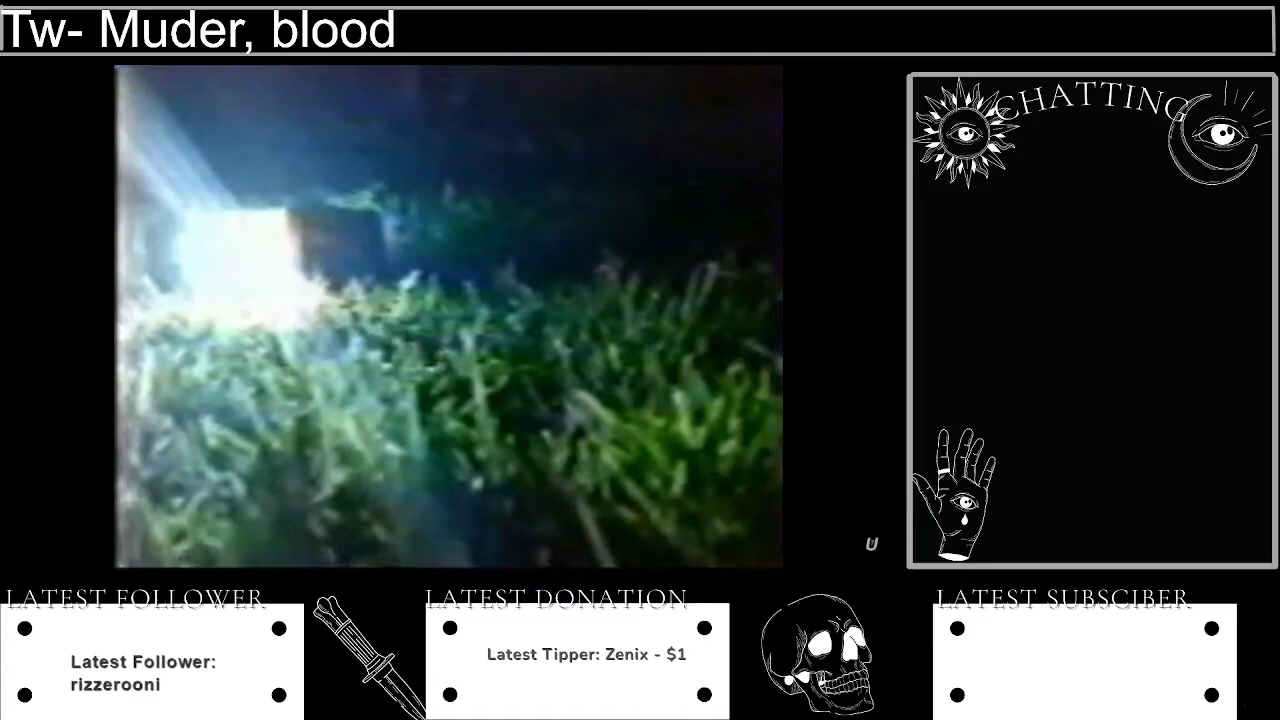 Tw- Muder, blood
CHATTING
U
LATEST FOLLOWER
LATEST DONATION
LATEST SUBSCIBER
Latest Follower:
rizzerooni
Latest Tipper: Zenix - $1